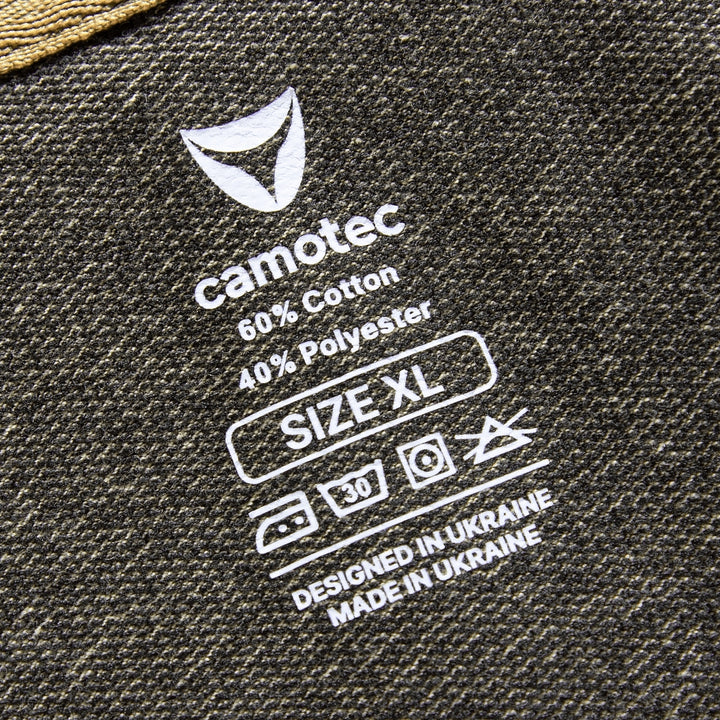 camotec
60% Cotton
40% Polyester
SIZE XL
30
DESIGNED IN UKRAINE
MADE IN UKRAINE